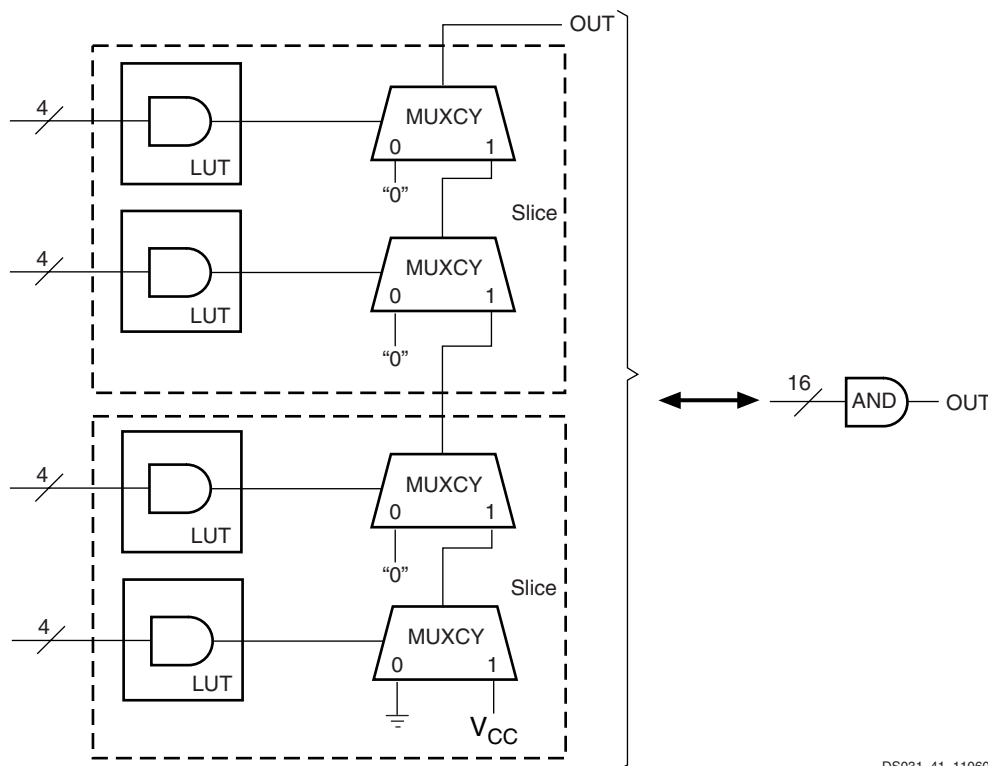 OUT
4
LUT
MUXCY
0 1
“0”
Slice
4
LUT
MUXCY
0 1
“0”
16
AND
OUT
4
LUT
MUXCY
0 1
“0”
Slice
4
LUT
MUXCY
0 1
VCC